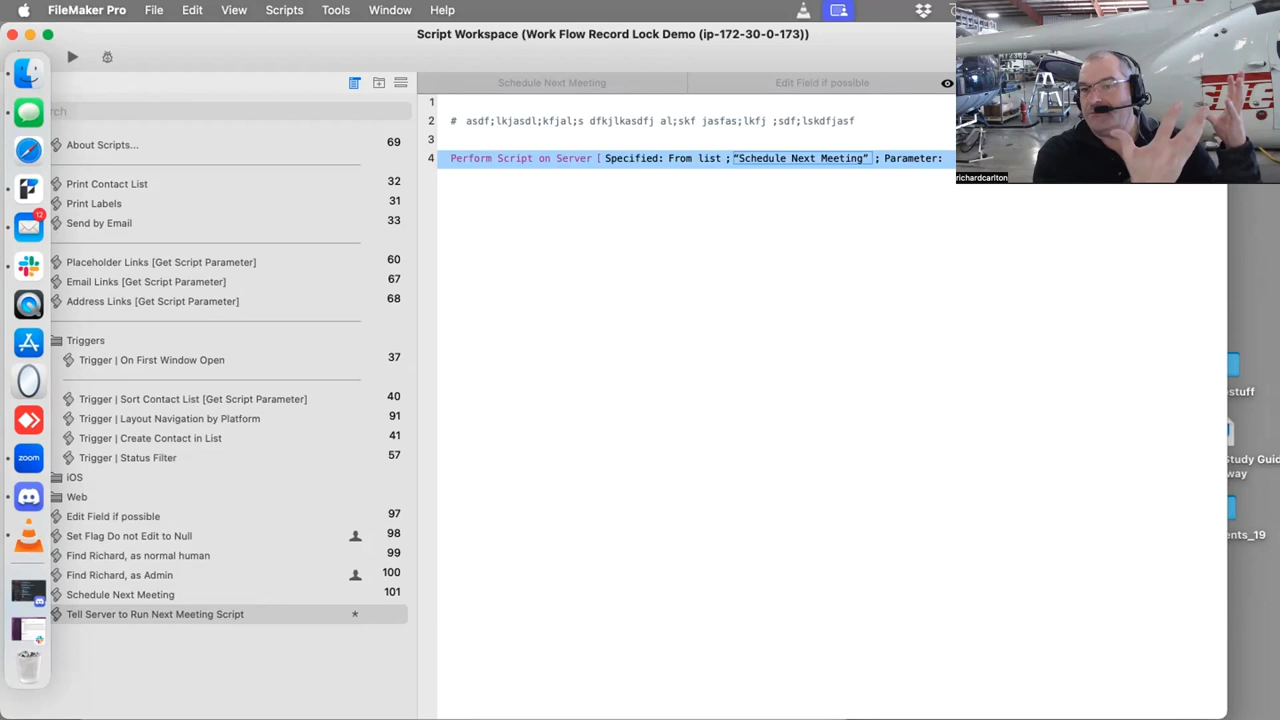 FileMaker Pro File Edit View Scripts Tools Window Help
Script Workspace (Work Flow Record Lock Demo (ip-172-30-0-173))
Schedule Next Meeting Edit Field if possible
rch
1
2 # asdf;lkjasdl;kfjal;s dfkjlkasdfj al;skf jasfas;lkfj ;sdf;lskdfjasf
3
4 Perform Script on Server [ Specified: From list ; “Schedule Next Meeting” ; Parameter:
richardcarlton
About Scripts... 69
Print Contact List 32
Print Labels 31
Send by Email 33
Placeholder Links [Get Script Parameter] 60
Email Links [Get Script Parameter] 67
Address Links [Get Script Parameter] 68
Triggers
Trigger | On First Window Open 37
Trigger | Sort Contact List [Get Script Parameter] 40
Trigger | Layout Navigation by Platform 91
Trigger | Create Contact in List 41
Trigger | Status Filter 57
iOS
Web
Edit Field if possible 97
Set Flag Do not Edit to Null 98
Find Richard, as normal human 99
Find Richard, as Admin 100
Schedule Next Meeting 101
Tell Server to Run Next Meeting Script *
12
zoom
stuff
Study Guid
way
ents_19